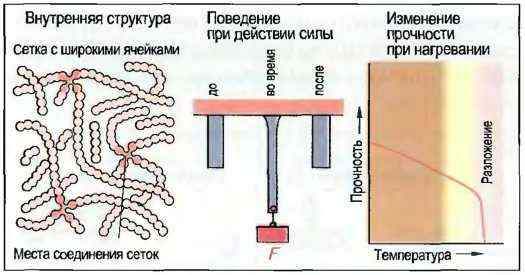 Внутренняя структура
Сетка с широкими ячейками
Места соединения сеток
Поведение
при действии силы
до
во время
после
F
Изменение
прочности
при нагревании
Прочность
Разложение
Температура